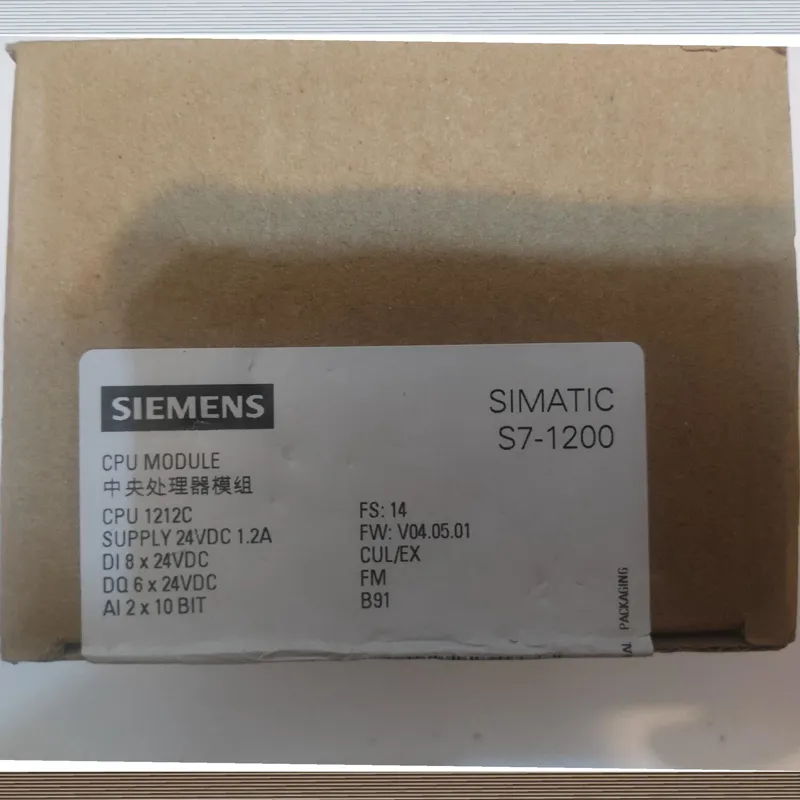 SIEMENS
SIMATIC
S7-1200
CPU MODULE
中央处理器模组
CPU 1212C
SUPPLY 24VDC 1.2A
DI 8 x 24VDC
DQ 6 x 24VDC
AI 2 x 10 BIT
FS: 14
FW: V04.05.01
CUL/EX
FM
B91
PACKAGING